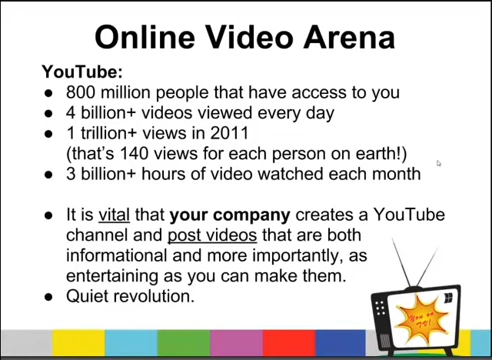 Online Video Arena
YouTube:
● 800 million people that have access to you
● 4 billion+ videos viewed every day
● 1 trillion+ views in 2011
(that's 140 views for each person on earth!)
● 3 billion+ hours of video watched each month
● It is vital that your company creates a YouTube
channel and post videos that are both
informational and more importantly, as
entertaining as you can make them.
● Quiet revolution.
You on
TV!